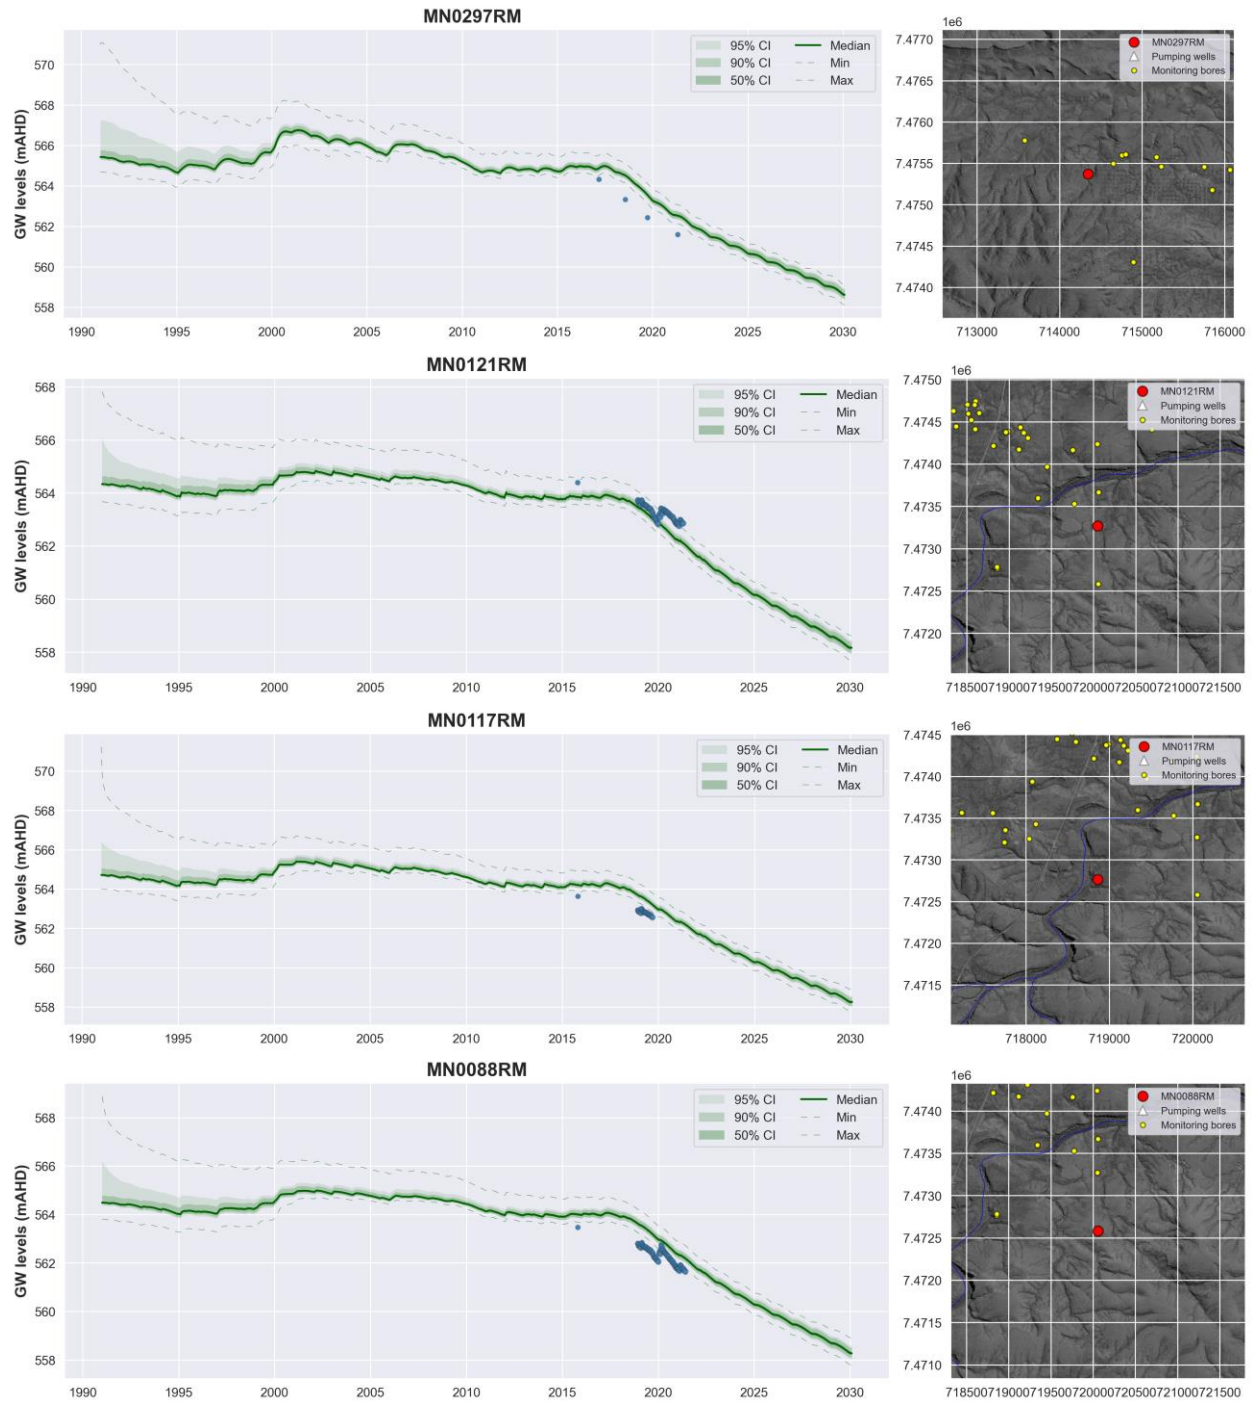 MN0297RM
GW levels (mAHD)
570
568
566
564
562
560
558
1990 1995 2000 2005 2010 2015 2020 2025 2030
95% CI Median
90% CI Min
50% CI Max
1e6
7.4770
7.4765
7.4760
7.4755
7.4750
7.4745
7.4740
713000 714000 715000 716000
MN0297RM
Pumping wells
Monitoring bores
MN0121RM
GW levels (mAHD)
568
566
564
562
560
558
1990 1995 2000 2005 2010 2015 2020 2025 2030
95% CI Median
90% CI Min
50% CI Max
1e6
7.4750
7.4745
7.4740
7.4735
7.4730
7.4725
7.4720
718500719000719500720000720500721000721500
MN0121RM
Pumping wells
Monitoring bores
MN0117RM
GW levels (mAHD)
570
568
566
564
562
560
558
1990 1995 2000 2005 2010 2015 2020 2025 2030
95% CI Median
90% CI Min
50% CI Max
1e6
7.4745
7.4740
7.4735
7.4730
7.4725
7.4720
7.4715
718000 719000 720000
MN0117RM
Pumping wells
Monitoring bores
MN0088RM
GW levels (mAHD)
568
566
564
562
560
558
1990 1995 2000 2005 2010 2015 2020 2025 2030
95% CI Median
90% CI Min
50% CI Max
1e6
7.4740
7.4735
7.4730
7.4725
7.4720
7.4715
7.4710
718500719000719500720000720500721000721500
MN0088RM
Pumping wells
Monitoring bores